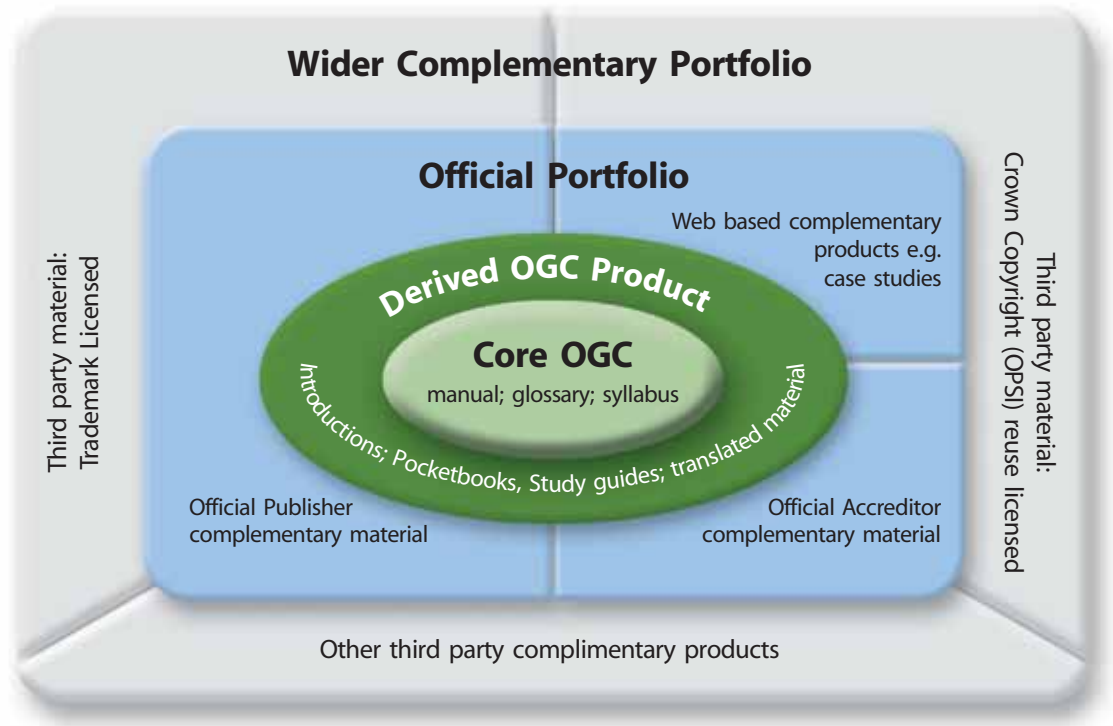 Wider Complementary Portfolio
Official Portfolio
Web based complementary
products e.g.
case studies
Third party material:
Trademark Licensed
Third party material:
Crown Copyright (OPSI) reuse licensed
Derived OGC Product
Core OGC
manual; glossary; syllabus
Introductions; Pocketbooks, Study guides; translated material
Official Publisher
complementary material
Official Accreditor
complementary material
Other third party complimentary products